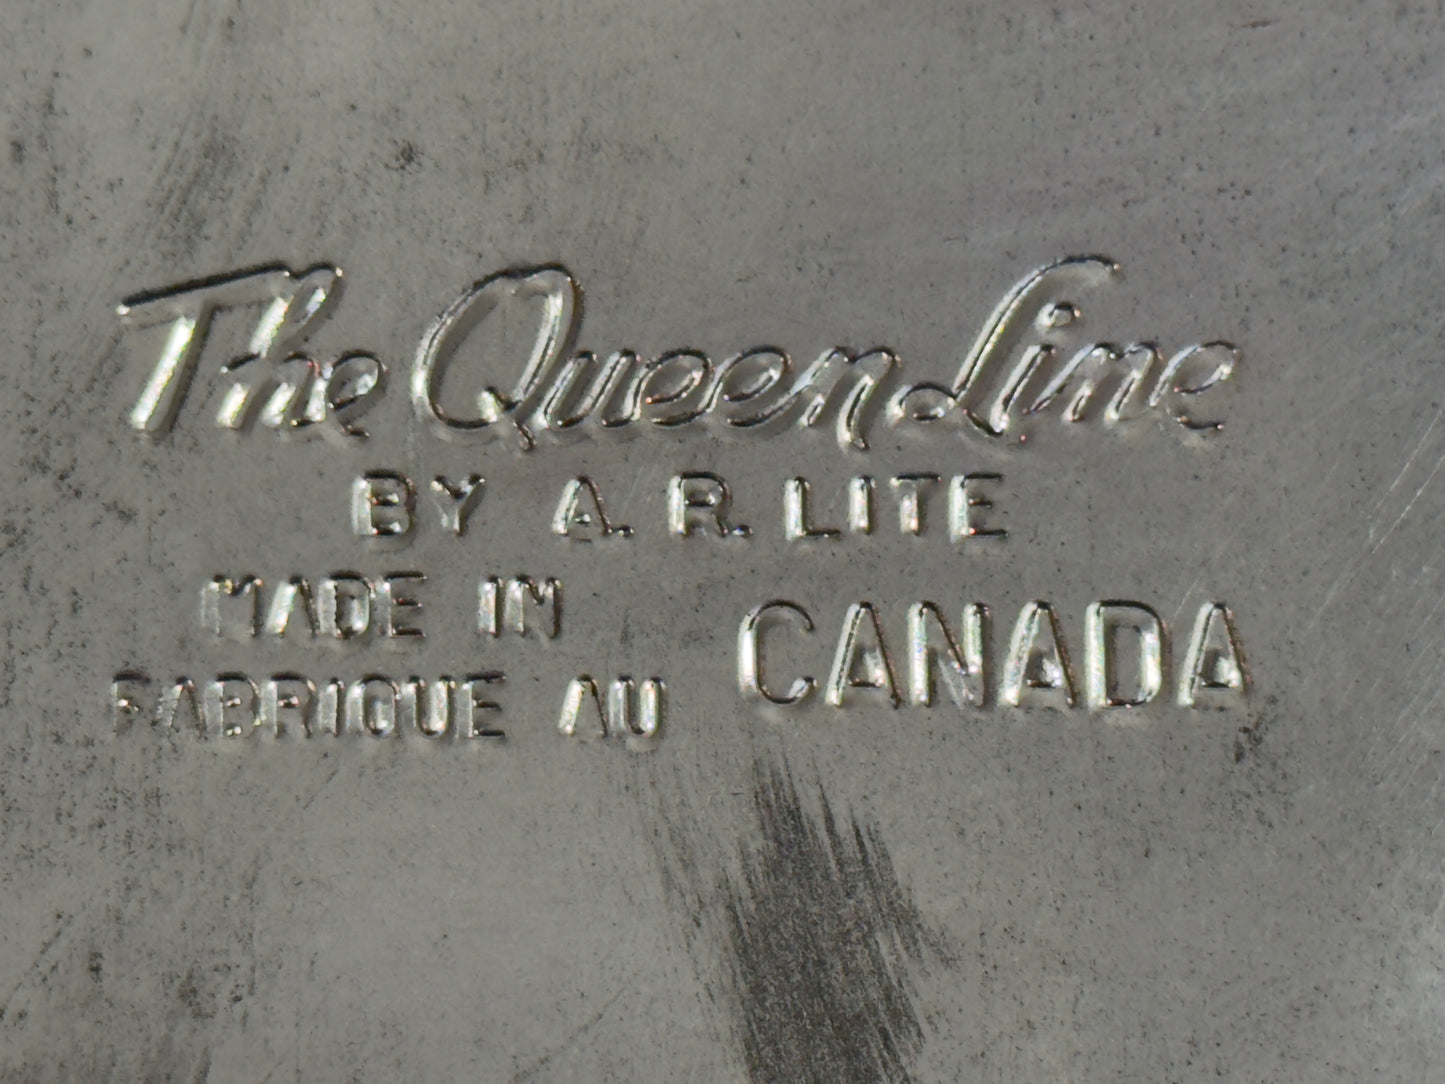 The Queen Line
BY A. R. LITE
MADE IN
FABRIQUE AU CANADA